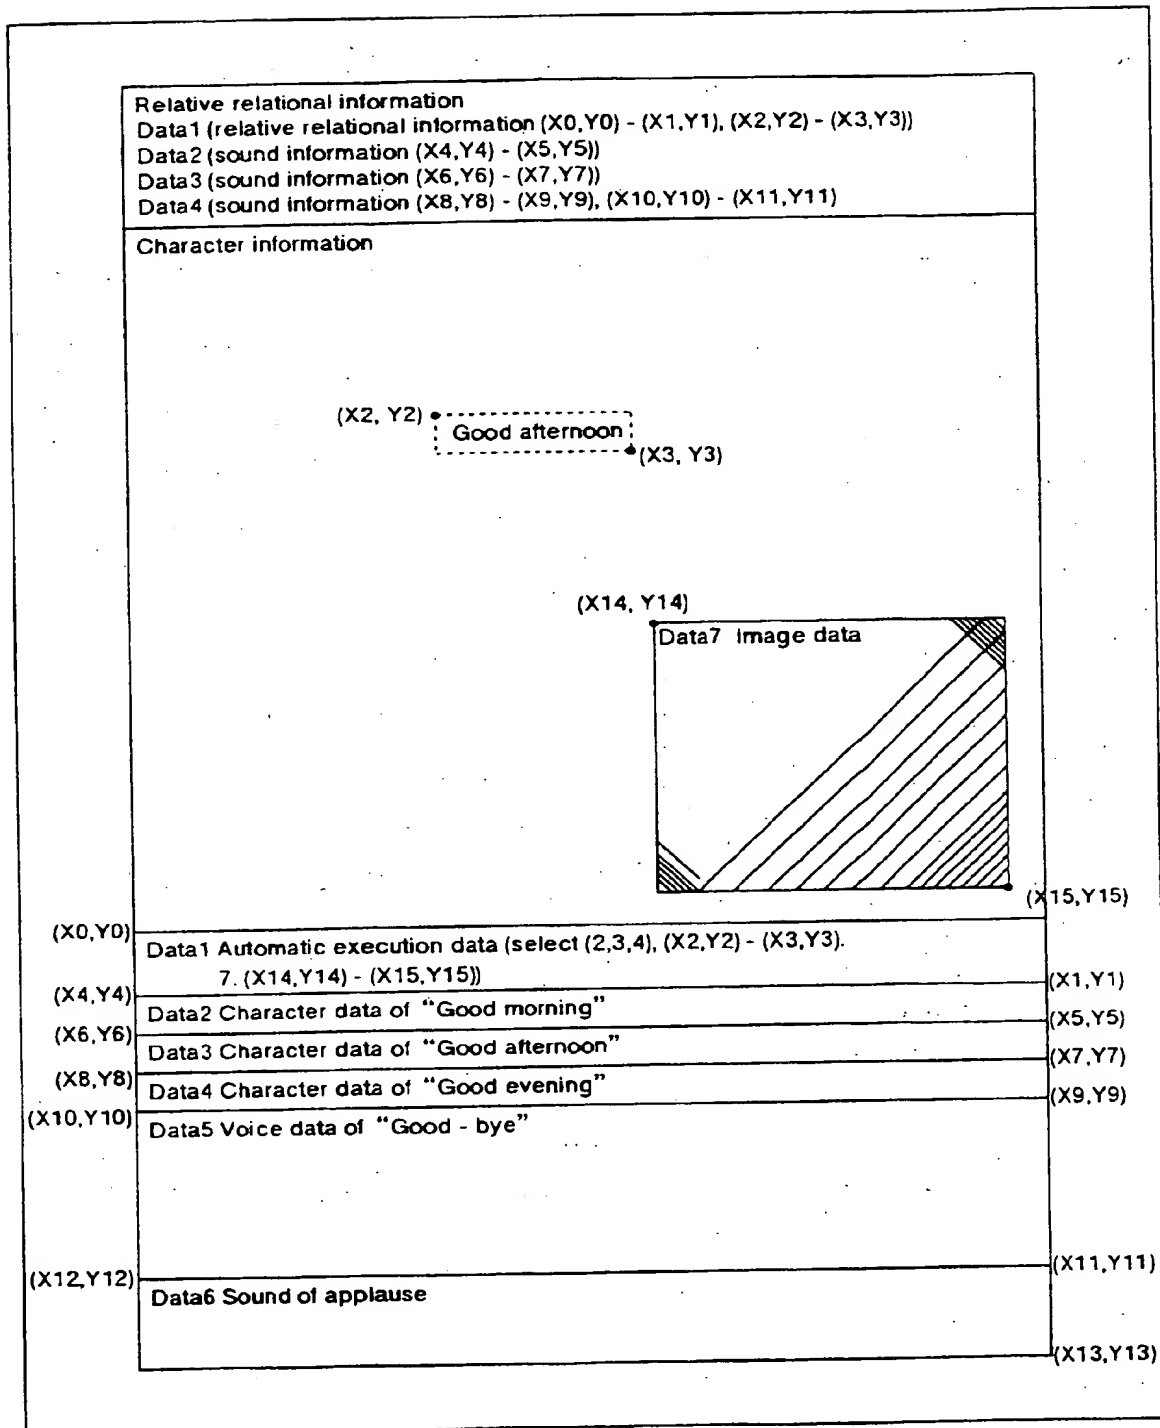 Relative relational information
Data1 (relative relational information (X0,Y0) - (X1,Y1), (X2,Y2) - (X3,Y3))
Data2 (sound information (X4,Y4) - (X5,Y5))
Data3 (sound information (X6,Y6) - (X7,Y7))
Data4 (sound information (X8,Y8) - (X9,Y9), (X10,Y10) - (X11,Y11)
Character information
(X2, Y2)
Good afternoon
(X3, Y3)
(X14, Y14)
Data7 Image data
(X15,Y15)
(X0,Y0)
Data1 Automatic execution data (select (2,3,4), (X2,Y2) - (X3,Y3).
7. (X14,Y14) - (X15,Y15))
(X1,Y1)
(X4,Y4)
Data2 Character data of “Good morning”
(X5,Y5)
(X6,Y6)
Data3 Character data of “Good afternoon”
(X7,Y7)
(X8,Y8)
Data4 Character data of “Good evening”
(X9,Y9)
(X10,Y10)
Data5 Voice data of “Good - bye”
(X11,Y11)
(X12,Y12)
Data6 Sound of applause
(X13,Y13)